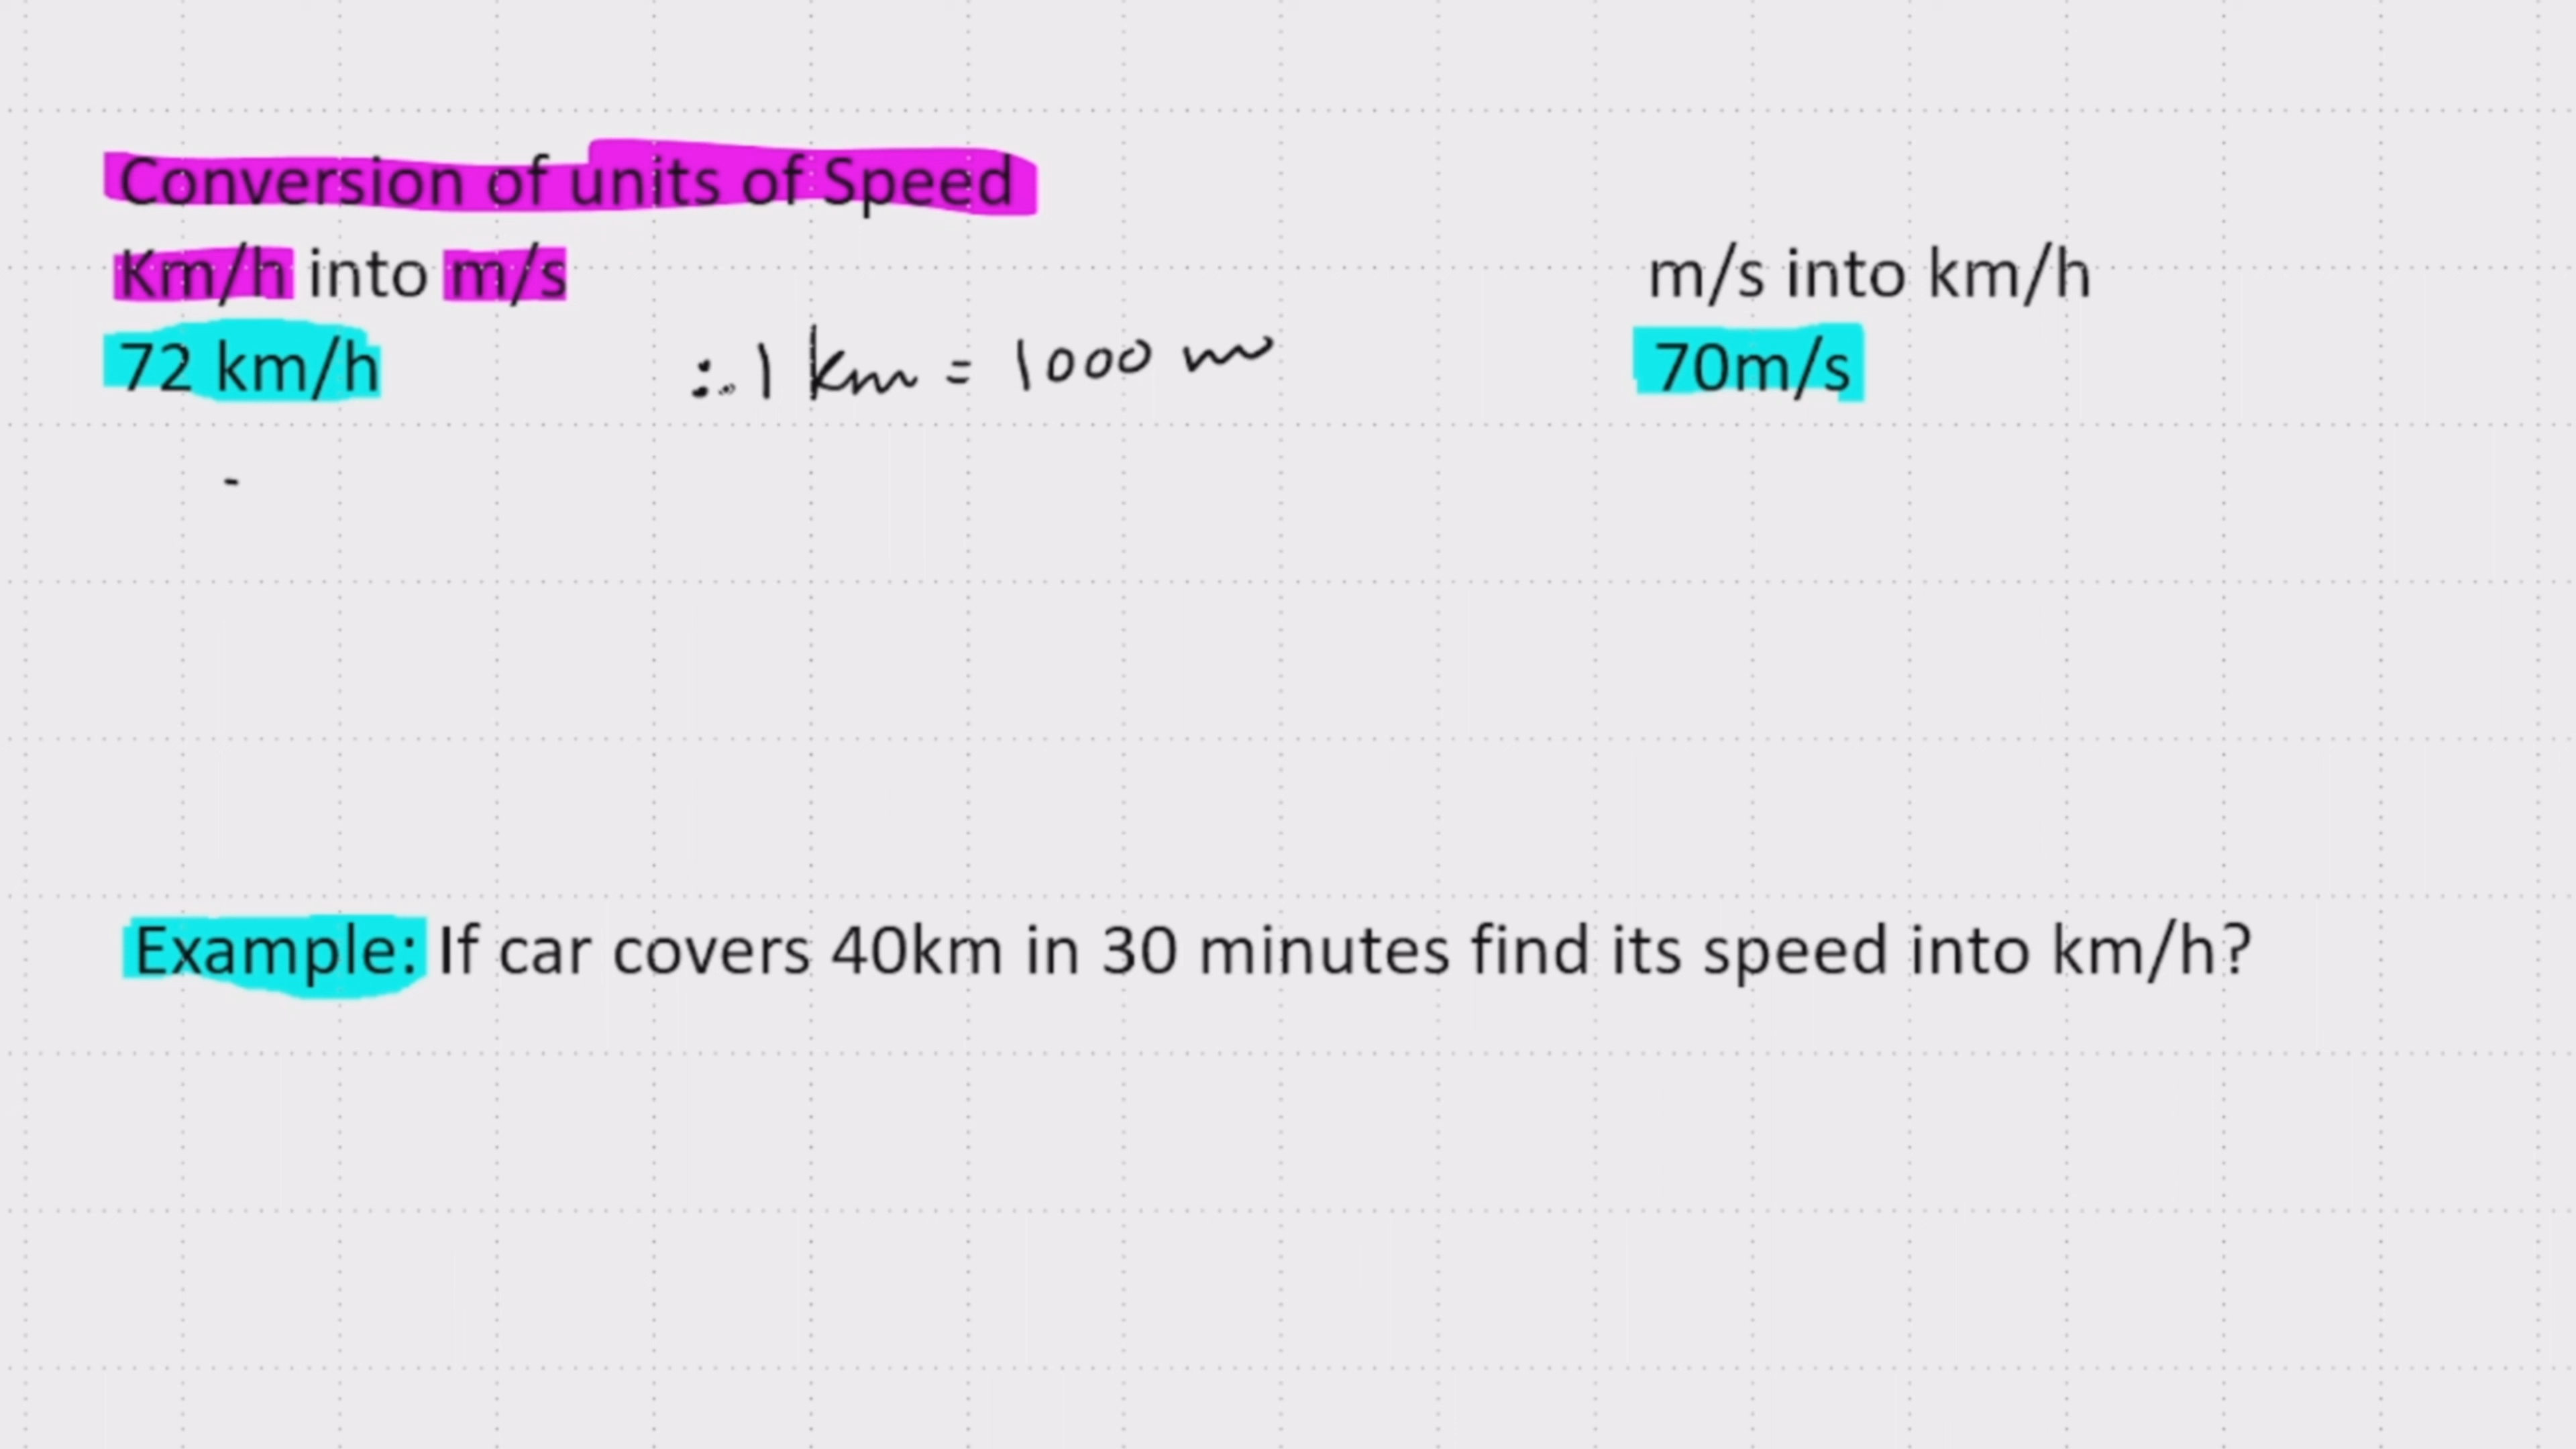 Conversion of units of Speed
Km/h into m/s
72 km/h
∴ 1 km = 1000 m
m/s into km/h
70m/s
Example: If car covers 40km in 30 minutes find its speed into km/h?